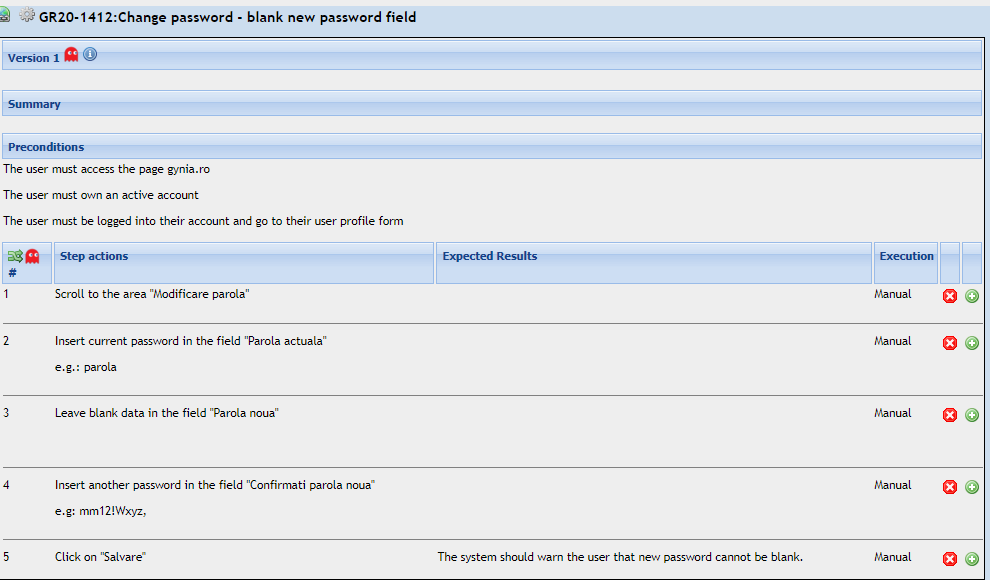 GR20-1412:Change password - blank new password field
Version 1
Summary
Preconditions
The user must access the page gynia.ro
The user must own an active account
The user must be logged into their account and go to their user profile form
# Step actions Expected Results Execution
1 Scroll to the area "Modificare parola" Manual
2 Insert current password in the field "Parola actuala" Manual
e.g.: parola
3 Leave blank data in the field "Parola noua" Manual
4 Insert another password in the field "Confirmati parola noua" Manual
e.g: mm12!Wxyz,
5 Click on "Salvare" The system should warn the user that new password cannot be blank. Manual